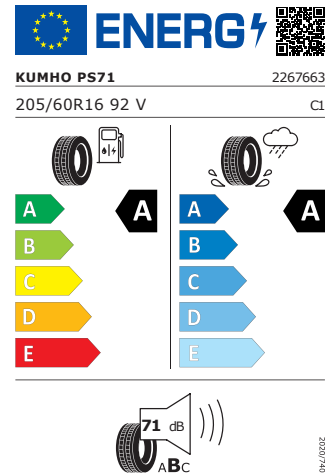 ENERG
KUMHO PS71 2267663
205/60R16 92 V C1
A A A A
B B
C C
D D
E E
71 dB
ABC
2020/740